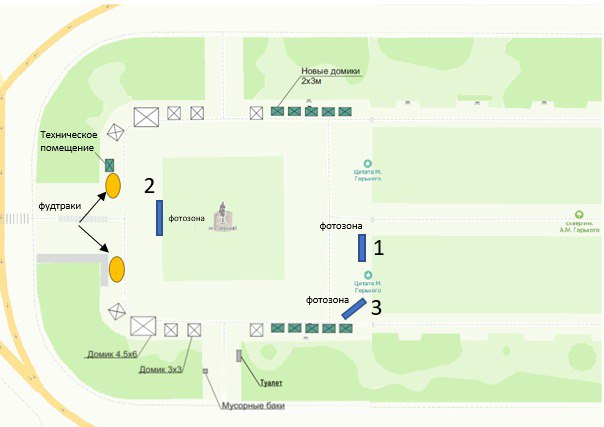 Новые домики
2х3м
Техническое
помещение
Цитата М.
Горького
2
фудтраки
фотозона
М. ГОРЬКИЙ
фотозона
сквер им.
А.М. Горького
1
Цитата М.
Горького
фотозона
3
Домик 4.5х6
Домик 3х3
Туалет
Мусорные баки